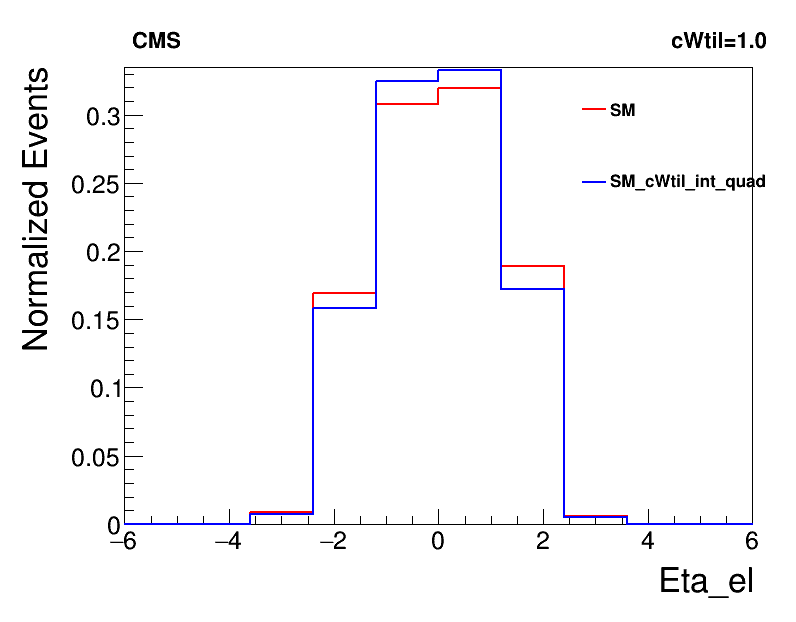 CMS
cWtil=1.0
Normalized Events
0.3
0.25
0.2
0.15
0.1
0.05
0
SM
SM_cWtil_int_quad
−6
−4
−2
0
2
4
6
Eta_el